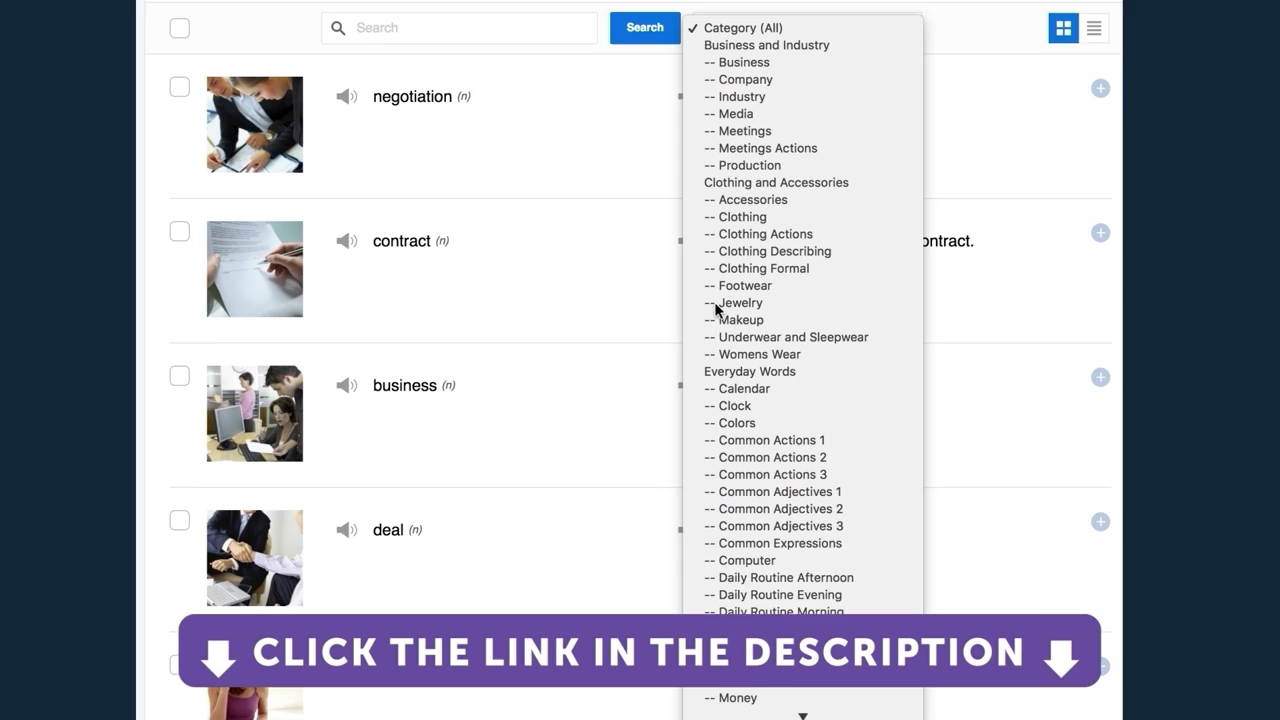 Search
Search
✓ Category (All)
Business and Industry
-- Business
-- Company
-- Industry
-- Media
-- Meetings
-- Meetings Actions
-- Production
Clothing and Accessories
-- Accessories
-- Clothing
-- Clothing Actions
-- Clothing Describing
-- Clothing Formal
-- Footwear
-- Jewelry
-- Makeup
-- Underwear and Sleepwear
-- Womens Wear
Everyday Words
-- Calendar
-- Clock
-- Colors
-- Common Actions 1
-- Common Actions 2
-- Common Actions 3
-- Common Adjectives 1
-- Common Adjectives 2
-- Common Adjectives 3
-- Common Expressions
-- Computer
-- Daily Routine Afternoon
-- Daily Routine Evening
-- Daily Routine Morning
-- Money
negotiation (n)
contract (n)
ontract.
business (n)
deal (n)
CLICK THE LINK IN THE DESCRIPTION